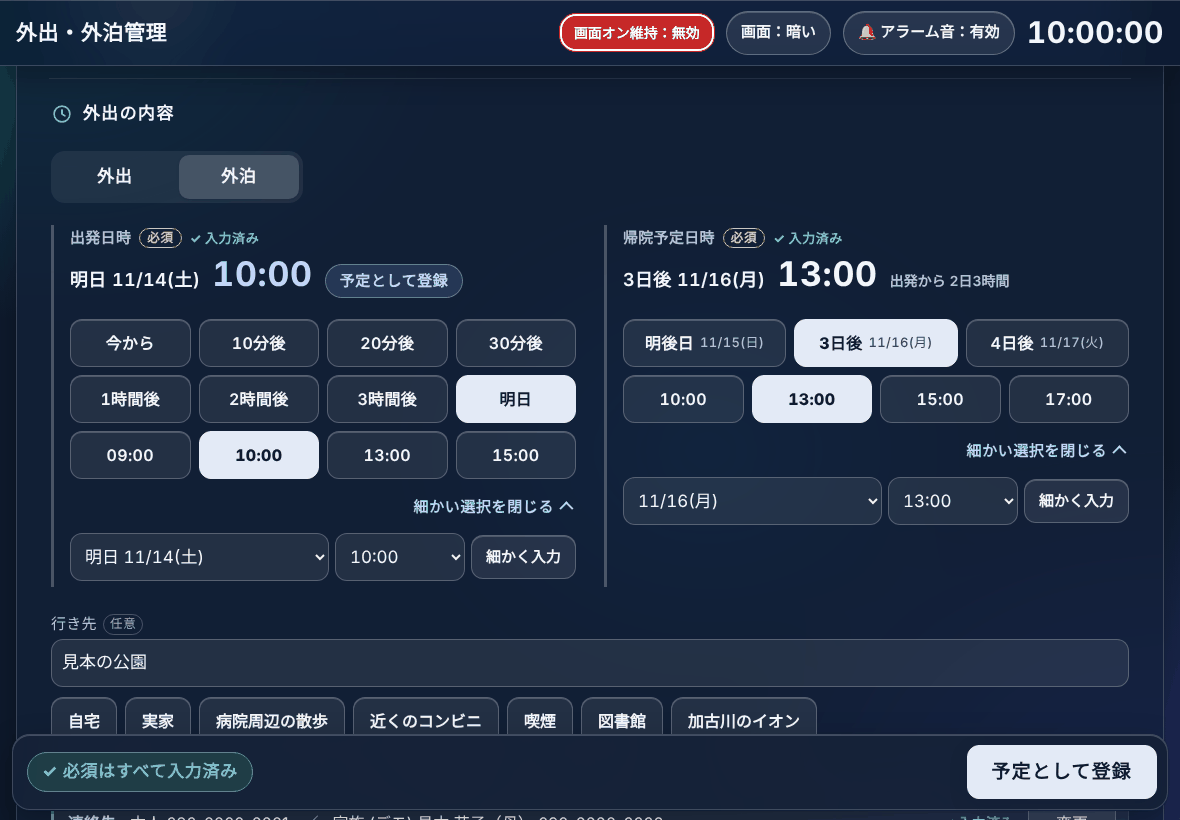 外出・外泊管理
画面オン維持：無効
画面：暗い
アラーム音：有効
10:00:00
外出の内容
外出
外泊
出発日時 必須 入力済み
明日 11/14(土) 10:00 予定として登録
今から 10分後 20分後 30分後
1時間後 2時間後 3時間後 明日
09:00 10:00 13:00 15:00
細かい選択を閉じる
明日 11/14(土) 10:00 細かく入力
帰院予定日時 必須 入力済み
3日後 11/16(月) 13:00 出発から 2日3時間
明後日 11/15(日) 3日後 11/16(月) 4日後 11/17(火)
10:00 13:00 15:00 17:00
細かい選択を閉じる
11/16(月) 13:00 細かく入力
行き先 任意
見本の公園
自宅 実家 病院周辺の散歩 近くのコンビニ 喫煙 図書館 加古川のイオン
必須はすべて入力済み
予定として登録